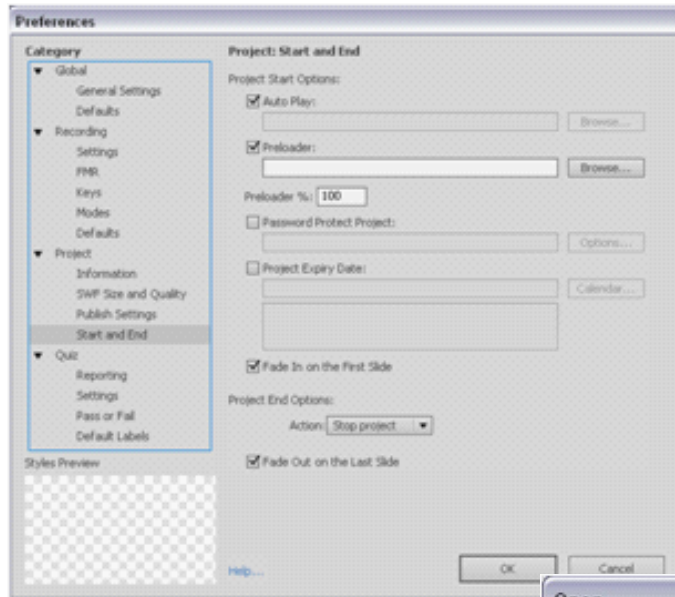 Preferences
Category
Global
General Settings
Defaults
Recording
Settings
FMR
Keys
Modes
Defaults
Project
Information
SWF Size and Quality
Publish Settings
Start and End
Quiz
Reporting
Settings
Pass or Fail
Default Labels
Styles Preview
Project: Start and End
Project Start Options:
Auto Play:
Browse...
Preloader:
Browse...
Preloader %: 100
Password Protect Project:
Options...
Project Expiry Date:
Calendar...
Fade In on the First Slide
Project End Options:
Action: Stop project
Fade Out on the Last Slide
Help... OK Cancel